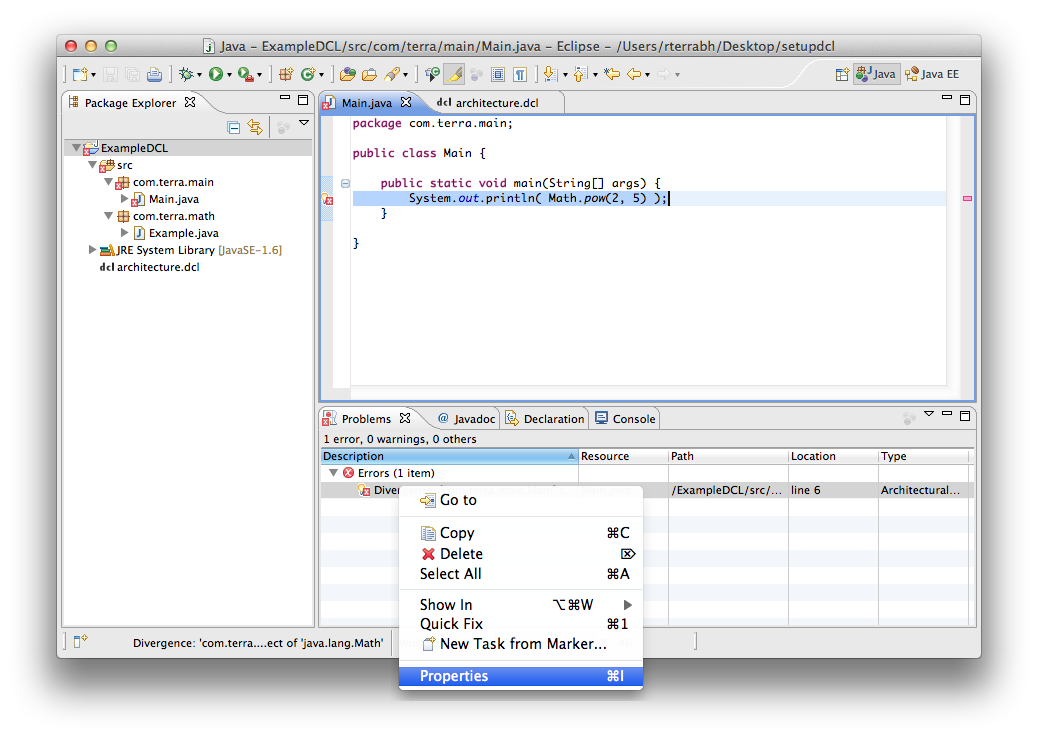 Java – ExampleDCL/src/com/terra/main/Main.java – Eclipse – /Users/rterrabh/Desktop/setupdcl
Java
Java EE
Package Explorer
ExampleDCL
src
com.terra.main
Main.java
com.terra.math
Example.java
JRE System Library [JavaSE-1.6]
dcl architecture.dcl
Main.java
dcl architecture.dcl
package com.terra.main;
public class Main {
public static void main(String[] args) {
System.out.println( Math.pow(2, 5) );
}
}
Problems
@ Javadoc
Declaration
Console
1 error, 0 warnings, 0 others
Description Resource Path Location Type
Errors (1 item)
Diver /ExampleDCL/src/... line 6 Architectural...
Go to
Copy ⌘C
Delete ⌦
Select All ⌘A
Show In ⌥⌘W ▶
Quick Fix ⌘1
New Task from Marker...
Properties ⌘I
Divergence: 'com.terra....ect of 'java.lang.Math'